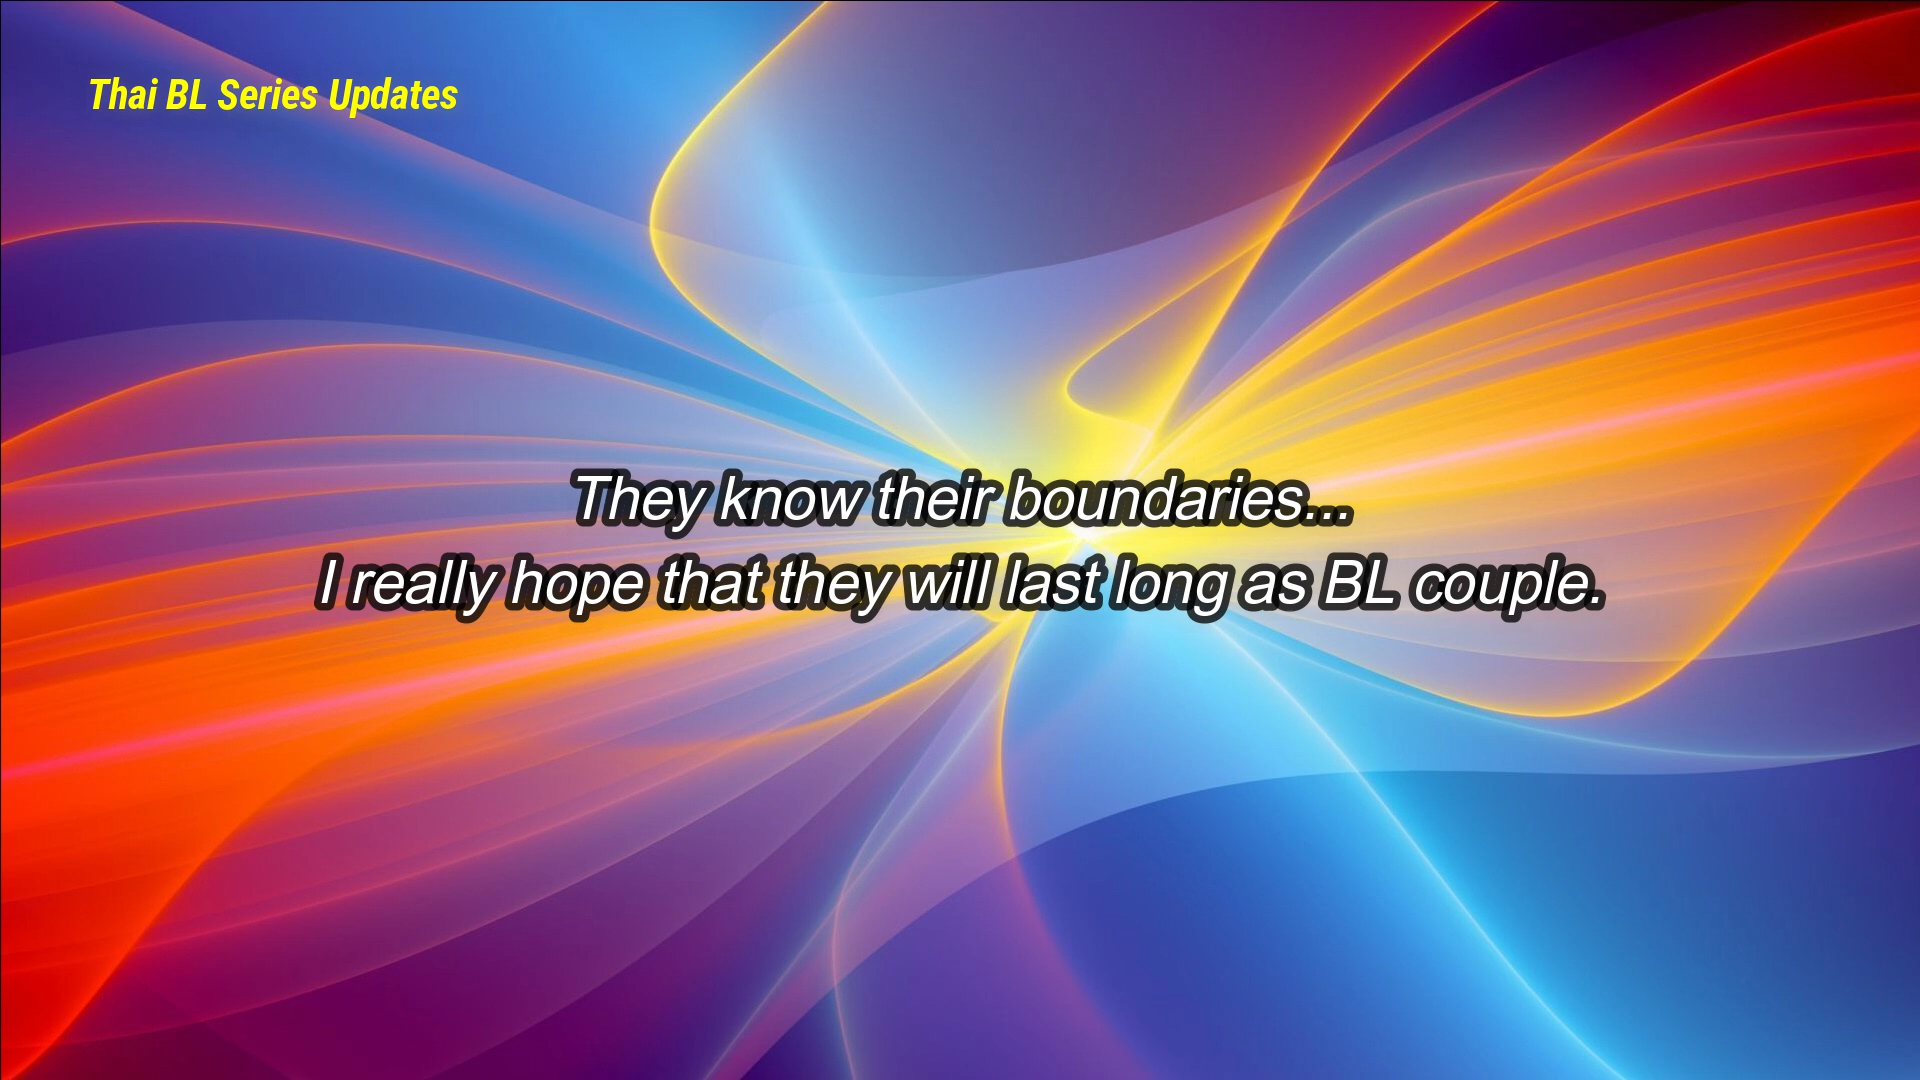 Thai BL Series Updates
They know their boundaries...
I really hope that they will last long as BL couple.